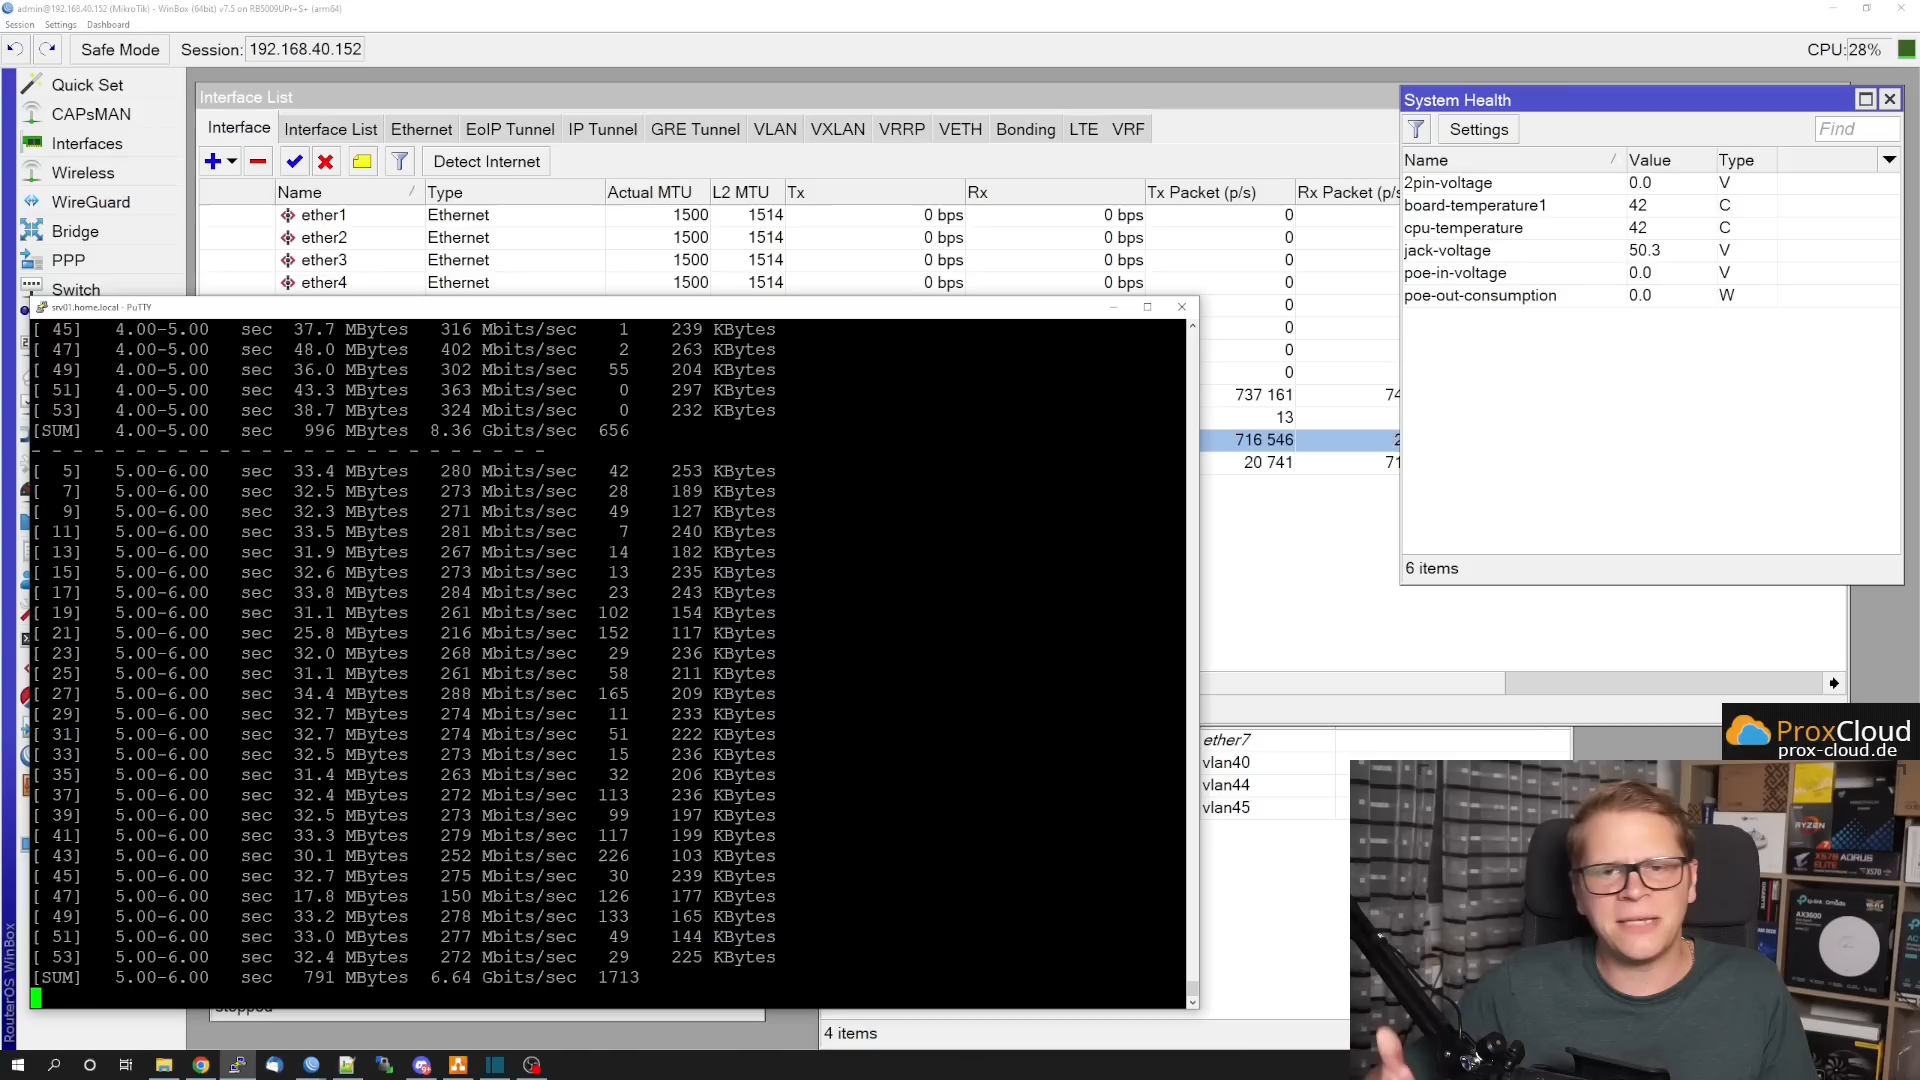 admin@192.168.40.152 (MikroTik) - WinBox (64bit) v7.5 on RB5009UPr+S+ (arm64)
Session Settings Dashboard
Safe Mode Session: 192.168.40.152 CPU: 28%
Quick Set
CAPsMAN
Interfaces
Wireless
WireGuard
Bridge
PPP
Switch
RouterOS WinBox
Interface List
Interface Interface List Ethernet EoIP Tunnel IP Tunnel GRE Tunnel VLAN VXLAN VRRP VETH Bonding LTE VRF
Detect Internet
Name Type Actual MTU L2 MTU Tx Rx Tx Packet (p/s) Rx Packet (p/s
ether1 Ethernet 1500 1514 0 bps 0 bps 0
ether2 Ethernet 1500 1514 0 bps 0 bps 0
ether3 Ethernet 1500 1514 0 bps 0 bps 0
ether4 Ethernet 1500 1514 0 bps 0 bps 0
0
0
0
0
737 161 74
13
716 546 2
20 741 71
System Health
Settings Find
Name Value Type
2pin-voltage 0.0 V
board-temperature1 42 C
cpu-temperature 42 C
jack-voltage 50.3 V
poe-in-voltage 0.0 V
poe-out-consumption 0.0 W
6 items
srv01.home.local - PuTTY
[ 45] 4.00-5.00 sec 37.7 MBytes 316 Mbits/sec 1 239 KBytes
[ 47] 4.00-5.00 sec 48.0 MBytes 402 Mbits/sec 2 263 KBytes
[ 49] 4.00-5.00 sec 36.0 MBytes 302 Mbits/sec 55 204 KBytes
[ 51] 4.00-5.00 sec 43.3 MBytes 363 Mbits/sec 0 297 KBytes
[ 53] 4.00-5.00 sec 38.7 MBytes 324 Mbits/sec 0 232 KBytes
[SUM] 4.00-5.00 sec 996 MBytes 8.36 Gbits/sec 656
- - - - - - - - - - - - - - - - - - - - - - - - -
[ 5] 5.00-6.00 sec 33.4 MBytes 280 Mbits/sec 42 253 KBytes
[ 7] 5.00-6.00 sec 32.5 MBytes 273 Mbits/sec 28 189 KBytes
[ 9] 5.00-6.00 sec 32.3 MBytes 271 Mbits/sec 49 127 KBytes
[ 11] 5.00-6.00 sec 33.5 MBytes 281 Mbits/sec 7 240 KBytes
[ 13] 5.00-6.00 sec 31.9 MBytes 267 Mbits/sec 14 182 KBytes
[ 15] 5.00-6.00 sec 32.6 MBytes 273 Mbits/sec 13 235 KBytes
[ 17] 5.00-6.00 sec 33.8 MBytes 284 Mbits/sec 23 243 KBytes
[ 19] 5.00-6.00 sec 31.1 MBytes 261 Mbits/sec 102 154 KBytes
[ 21] 5.00-6.00 sec 25.8 MBytes 216 Mbits/sec 152 117 KBytes
[ 23] 5.00-6.00 sec 32.0 MBytes 268 Mbits/sec 29 236 KBytes
[ 25] 5.00-6.00 sec 31.1 MBytes 261 Mbits/sec 58 211 KBytes
[ 27] 5.00-6.00 sec 34.4 MBytes 288 Mbits/sec 165 209 KBytes
[ 29] 5.00-6.00 sec 32.7 MBytes 274 Mbits/sec 11 233 KBytes
[ 31] 5.00-6.00 sec 32.7 MBytes 274 Mbits/sec 51 222 KBytes
[ 33] 5.00-6.00 sec 32.5 MBytes 273 Mbits/sec 15 236 KBytes
[ 35] 5.00-6.00 sec 31.4 MBytes 263 Mbits/sec 32 206 KBytes
[ 37] 5.00-6.00 sec 32.4 MBytes 272 Mbits/sec 113 236 KBytes
[ 39] 5.00-6.00 sec 32.5 MBytes 273 Mbits/sec 99 197 KBytes
[ 41] 5.00-6.00 sec 33.3 MBytes 279 Mbits/sec 117 199 KBytes
[ 43] 5.00-6.00 sec 30.1 MBytes 252 Mbits/sec 226 103 KBytes
[ 45] 5.00-6.00 sec 32.7 MBytes 275 Mbits/sec 30 239 KBytes
[ 47] 5.00-6.00 sec 17.8 MBytes 150 Mbits/sec 126 177 KBytes
[ 49] 5.00-6.00 sec 33.2 MBytes 278 Mbits/sec 133 165 KBytes
[ 51] 5.00-6.00 sec 33.0 MBytes 277 Mbits/sec 49 144 KBytes
[ 53] 5.00-6.00 sec 32.4 MBytes 272 Mbits/sec 29 225 KBytes
[SUM] 5.00-6.00 sec 791 MBytes 6.64 Gbits/sec 1713
stopped
ether7
vlan40
vlan44
vlan45
4 items
ProxCloud
prox-cloud.de
RYZEN
7
X570 AORUS
ELITE
X570
tp-link omada
AX3600